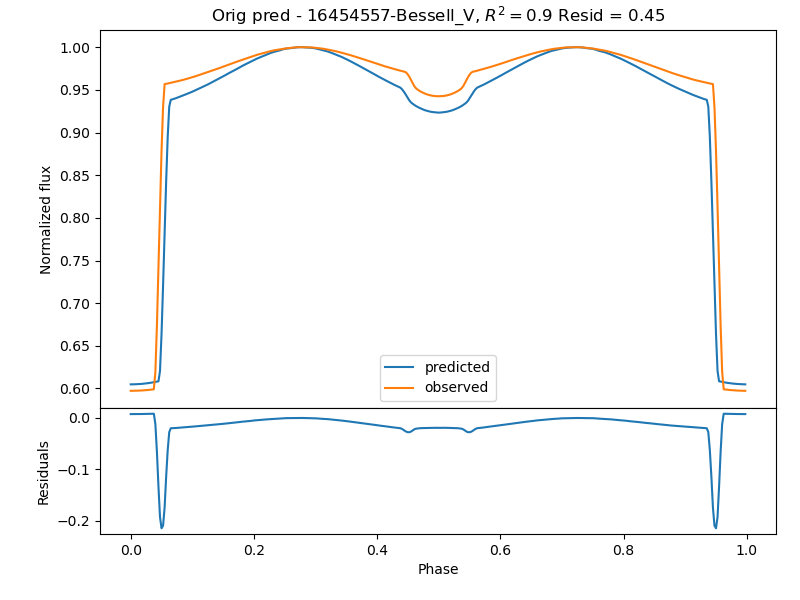 Orig pred - 16454557-Bessell_V, R² = 0.9 Resid = 0.45
1.00
0.95
0.90
0.85
0.80
0.75
0.70
0.65
0.60
Normalized flux
predicted
observed
0.0
−0.1
−0.2
Residuals
0.0 0.2 0.4 0.6 0.8 1.0
Phase